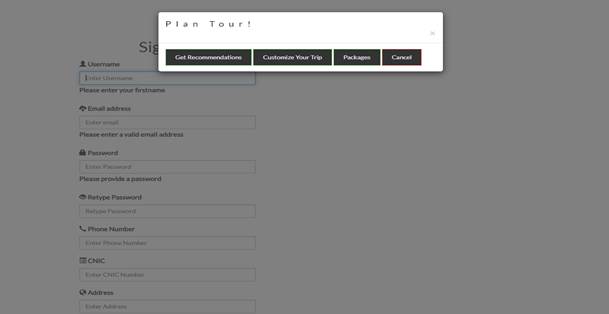 Plan Tour!
×
Get Recommendations Customize Your Trip Packages Cancel
Username
Enter Username
Please enter your firstname
Email address
Enter email
Please enter a valid email address
Password
Enter Password
Please provide a password
Retype Password
Retype Password
Phone Number
Enter Phone Number
CNIC
Enter CNIC Number
Address
Enter Address